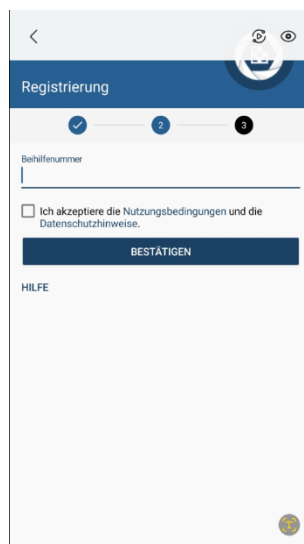 Registrierung
2
3
Beihilfenummer
Ich akzeptiere die Nutzungsbedingungen und die
Datenschutzhinweise.
BESTÄTIGEN
HILFE
T